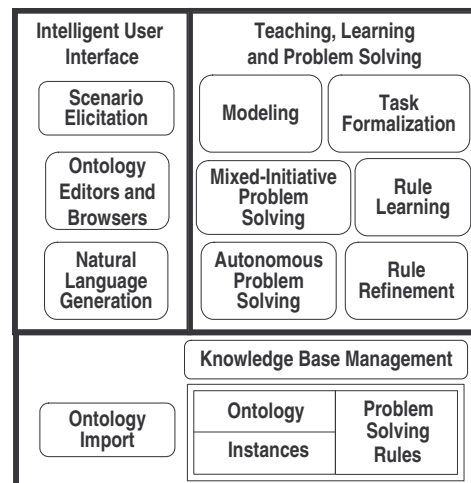 Intelligent User
Interface
Scenario
Elicitation
Ontology
Editors and
Browsers
Natural
Language
Generation
Teaching, Learning
and Problem Solving
Modeling
Task
Formalization
Mixed-Initiative
Problem
Solving
Rule
Learning
Autonomous
Problem
Solving
Rule
Refinement
Knowledge Base Management
Ontology
Import
Ontology
Instances
Problem
Solving
Rules